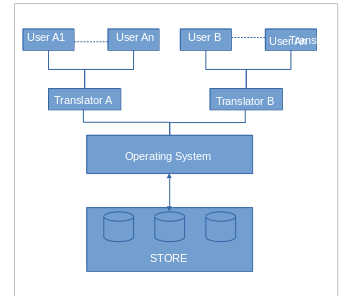 User A1
User An
User B
User An
Trans
Translator A
Translator B
Operating System
STORE